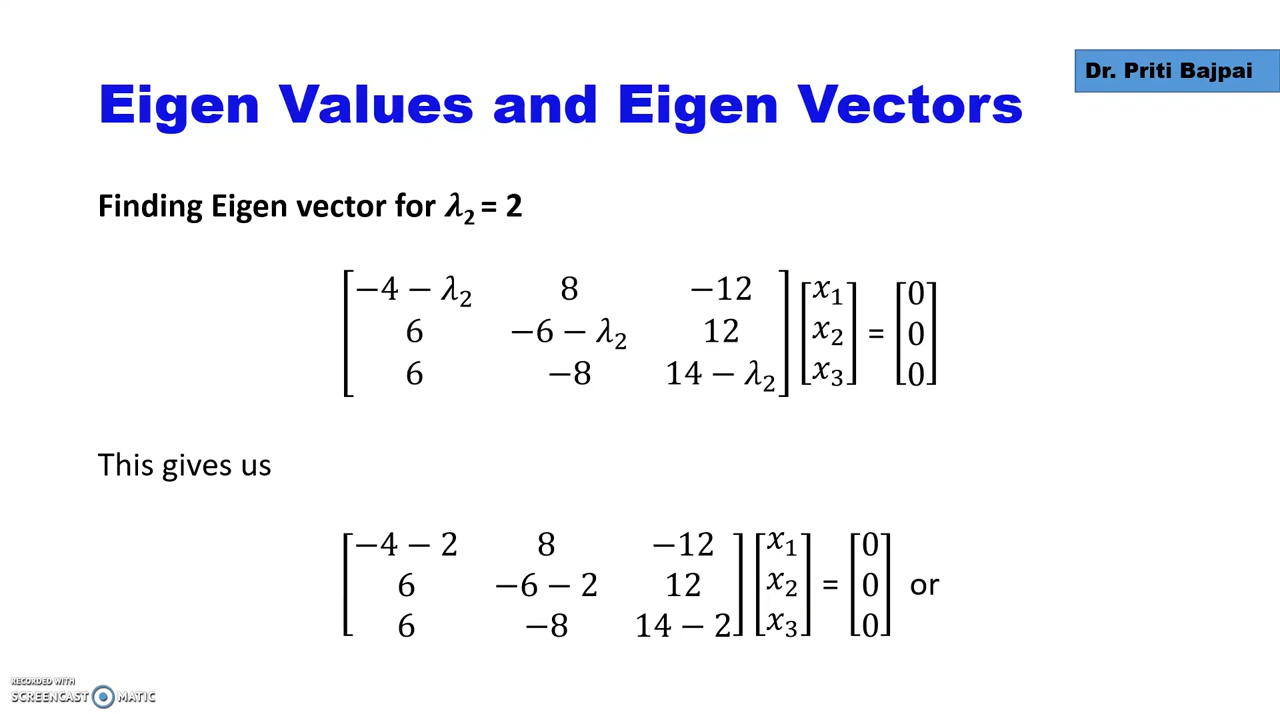 Dr. Priti Bajpai
Eigen Values and Eigen Vectors
Finding Eigen vector for λ₂ = 2
[−4 − λ₂ 8 −12] [x₁] [0]
[6 −6 − λ₂ 12] [x₂] = [0]
[6 −8 14 − λ₂] [x₃] [0]
This gives us
[−4 − 2 8 −12] [x₁] [0]
[6 −6 − 2 12] [x₂] = [0] or
[6 −8 14 − 2] [x₃] [0]
RECORDED WITH
SCREENCAST MATIC